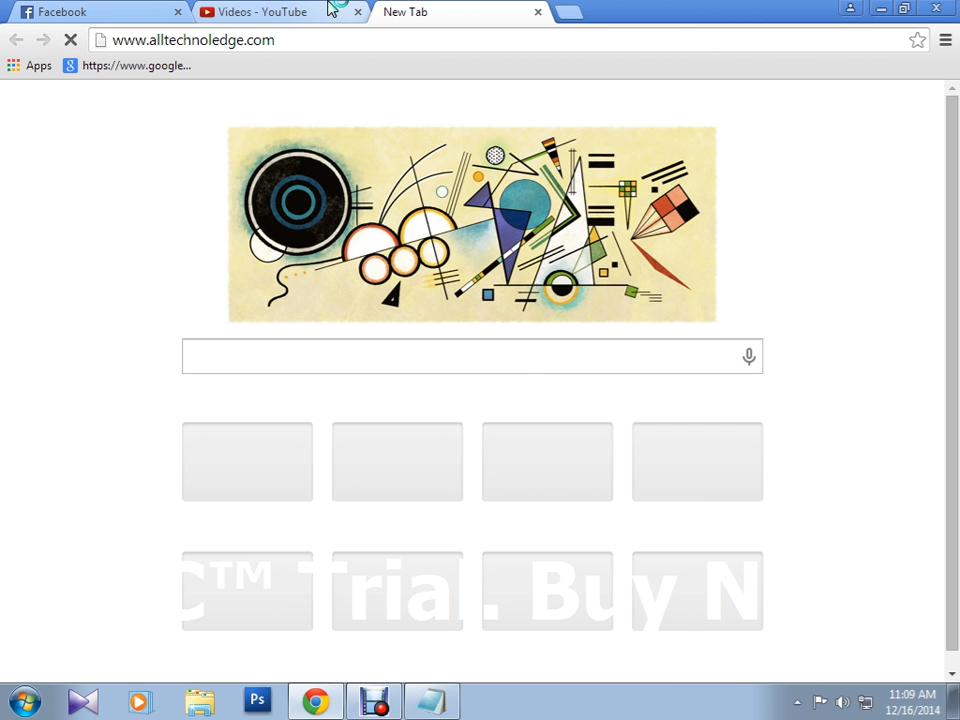 Facebook
Videos - YouTube
New Tab
www.alltechnoledge.com
Apps
https://www.google...
C™ Trial. Buy N
Ps
11:09 AM
12/16/2014